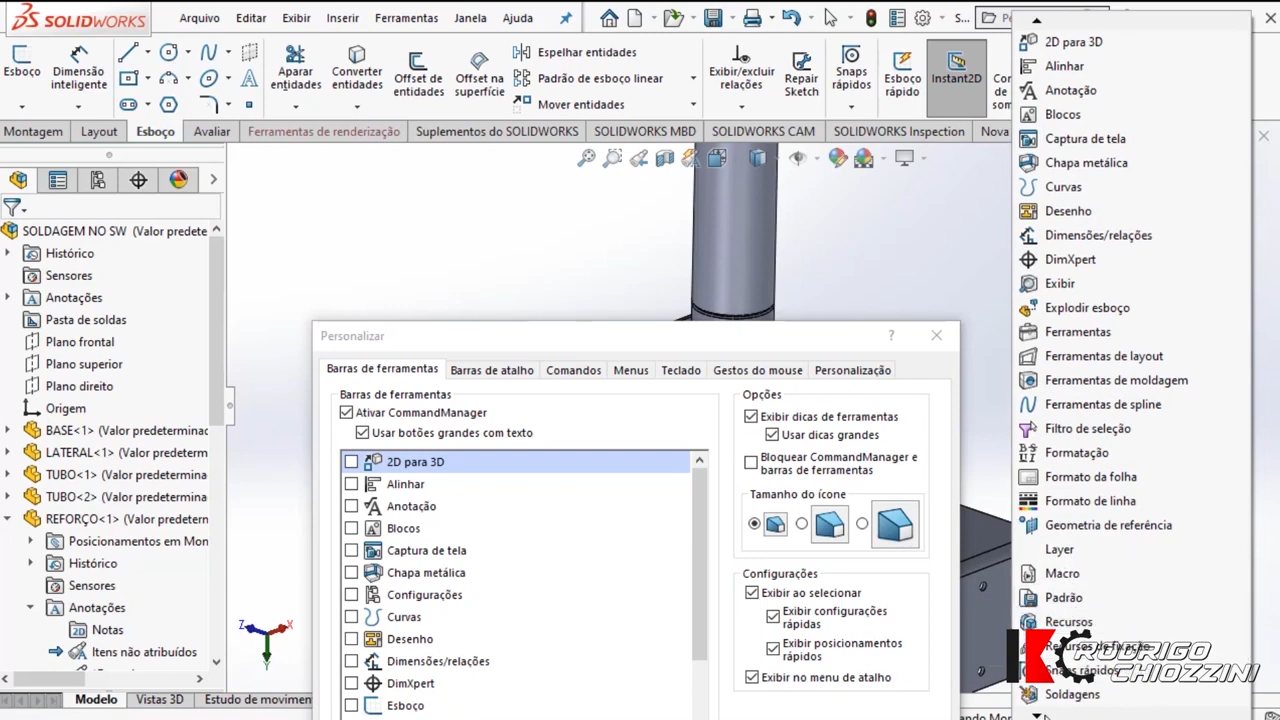 SOLIDWORKS
Arquivo
Editar
Exibir
Inserir
Ferramentas
Janela
Ajuda
S...
Esboço
Dimensão
inteligente
Aparar
entidades
Converter
entidades
Offset de
entidades
Offset na
superfície
Espelhar entidades
Padrão de esboço linear
Mover entidades
Exibir/excluir
relações
Repair
Sketch
Snaps
rápidos
Esboço
rápido
Instant2D
Montagem
Layout
Esboço
Avaliar
Ferramentas de renderização
Suplementos do SOLIDWORKS
SOLIDWORKS MBD
SOLIDWORKS CAM
SOLIDWORKS Inspection
Nova
SOLDAGEM NO SW (Valor predete
Histórico
Sensores
Anotações
Pasta de soldas
Plano frontal
Plano superior
Plano direito
Origem
BASE<1> (Valor predeterminac
LATERAL<1> (Valor predeterm
TUBO<1> (Valor predetermina
TUBO<2> (Valor predetermina
REFORÇO<1> (Valor predeterr
Posicionamentos em Mon
Histórico
Sensores
Anotações
Notas
Itens não atribuídos
Modelo
Vistas 3D
Estudo de movimen
Z
X
Y
Personalizar
?
Barras de ferramentas
Barras de atalho
Comandos
Menus
Teclado
Gestos do mouse
Personalização
Barras de ferramentas
Ativar CommandManager
Usar botões grandes com texto
2D para 3D
Alinhar
Anotação
Blocos
Captura de tela
Chapa metálica
Configurações
Curvas
Desenho
Dimensões/relações
DimXpert
Esboço
Opções
Exibir dicas de ferramentas
Usar dicas grandes
Bloquear CommandManager e
barras de ferramentas
Tamanho do ícone
Configurações
Exibir ao selecionar
Exibir configurações
rápidas
Exibir posicionamentos
rápidos
Exibir no menu de atalho
2D para 3D
Alinhar
Anotação
Blocos
Captura de tela
Chapa metálica
Curvas
Desenho
Dimensões/relações
DimXpert
Exibir
Explodir esboço
Ferramentas
Ferramentas de layout
Ferramentas de moldagem
Ferramentas de spline
Filtro de seleção
Formatação
Formato da folha
Formato de linha
Geometria de referência
Layer
Macro
Padrão
Recursos
Soldagens
RODRIGO
CHIOZZINI